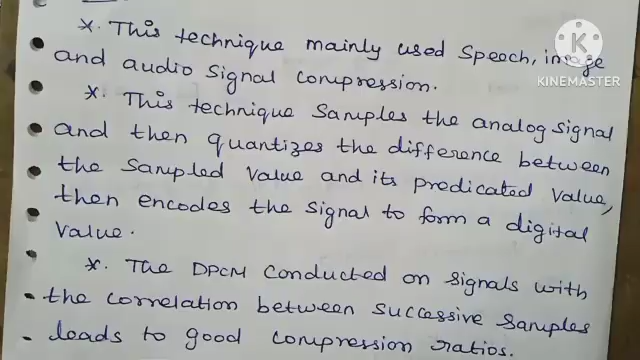 *. This technique mainly used Speech, image
and audio signal compression.
*. This technique Samples the analog signal
and then quantizes the difference between
the sampled value and its predicated value,
then encodes the signal to form a digital
value.
*. The DPCM conducted on signals with
the correlation between successive samples
leads to good compression ratios.
KINEMASTER